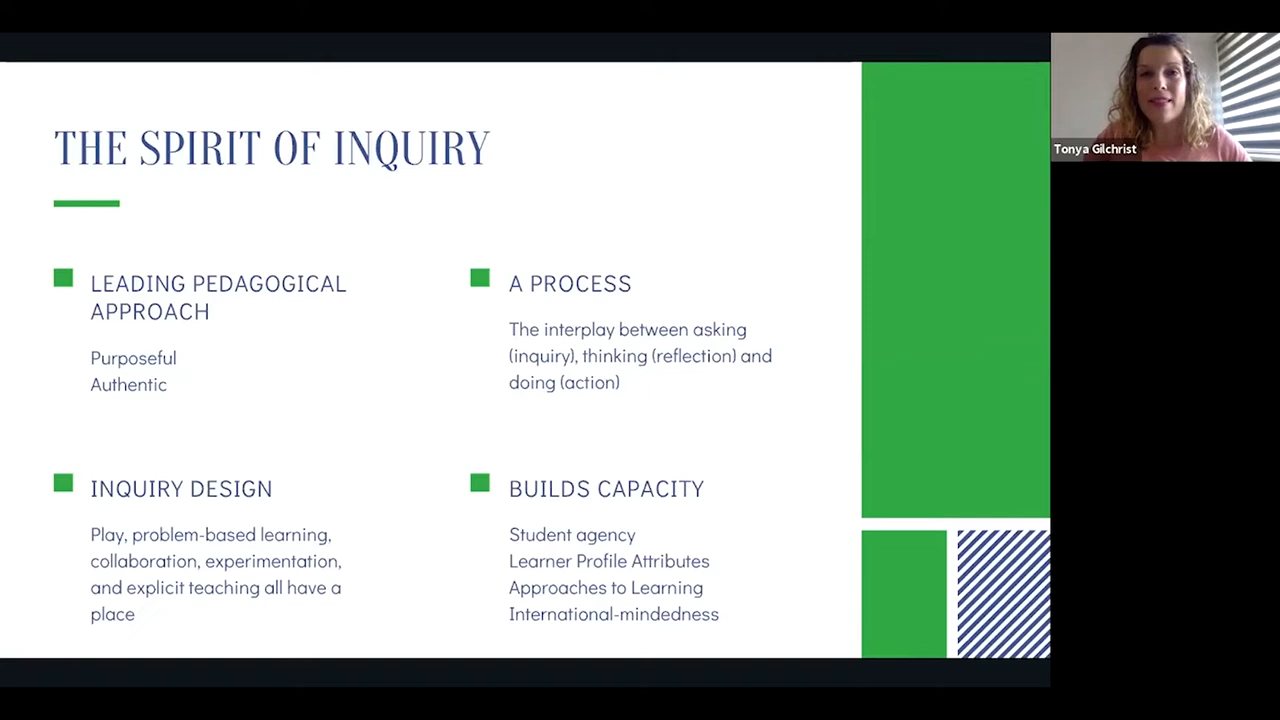 THE SPIRIT OF INQUIRY
LEADING PEDAGOGICAL
APPROACH
Purposeful
Authentic
A PROCESS
The interplay between asking
(inquiry), thinking (reflection) and
doing (action)
INQUIRY DESIGN
Play, problem-based learning,
collaboration, experimentation,
and explicit teaching all have a
place
BUILDS CAPACITY
Student agency
Learner Profile Attributes
Approaches to Learning
International-mindedness
Tonya Gilchrist